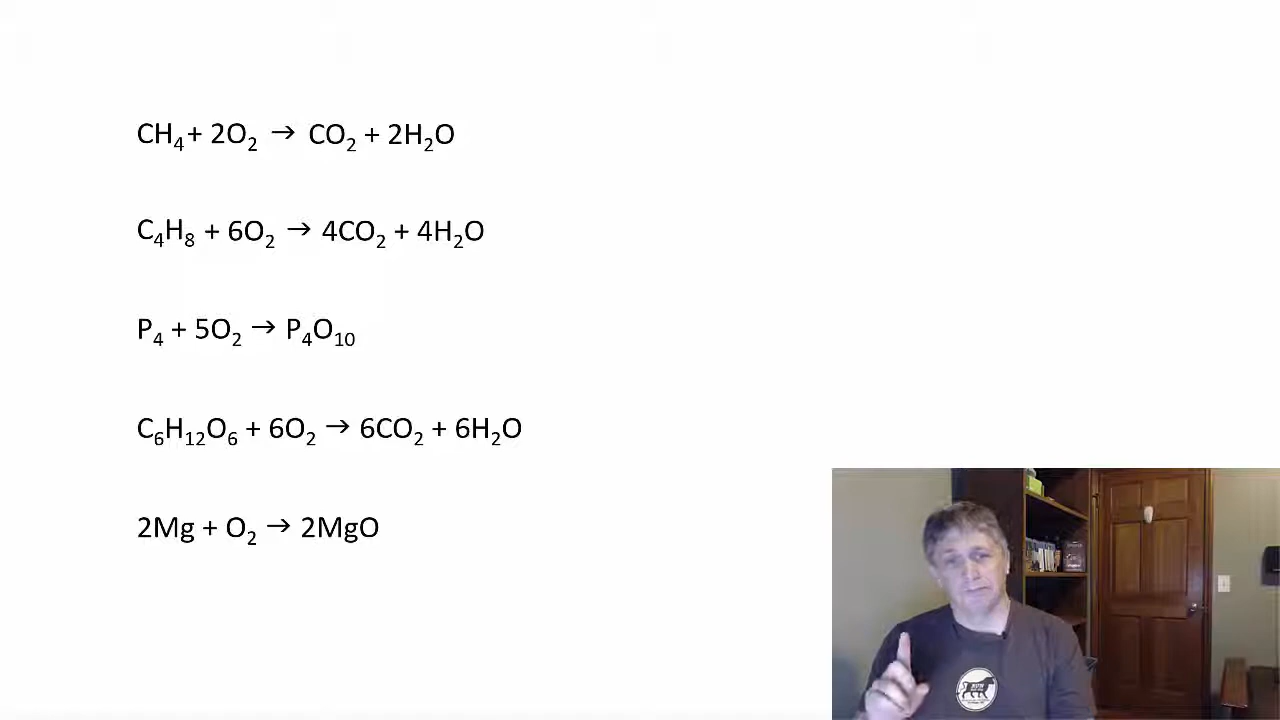 CH₄ + 2O₂ → CO₂ + 2H₂O
C₄H₈ + 6O₂ → 4CO₂ + 4H₂O
P₄ + 5O₂ → P₄O₁₀
C₆H₁₂O₆ + 6O₂ → 6CO₂ + 6H₂O
2Mg + O₂ → 2MgO